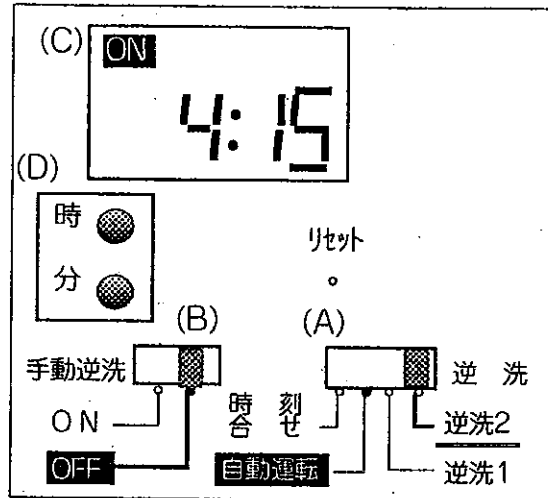 (C)
ON
4:15
(D)
時
分
リセット
(B)
(A)
手動逆洗
ON
OFF
時刻
合せ
自動運転
逆洗
逆洗2
逆洗1